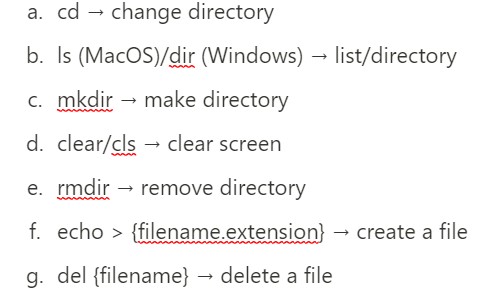 a. cd → change directory
b. ls (MacOS)/dir (Windows) → list/directory
c. mkdir → make directory
d. clear/cls → clear screen
e. rmdir → remove directory
f. echo > {filename.extension} → create a file
g. del {filename} → delete a file